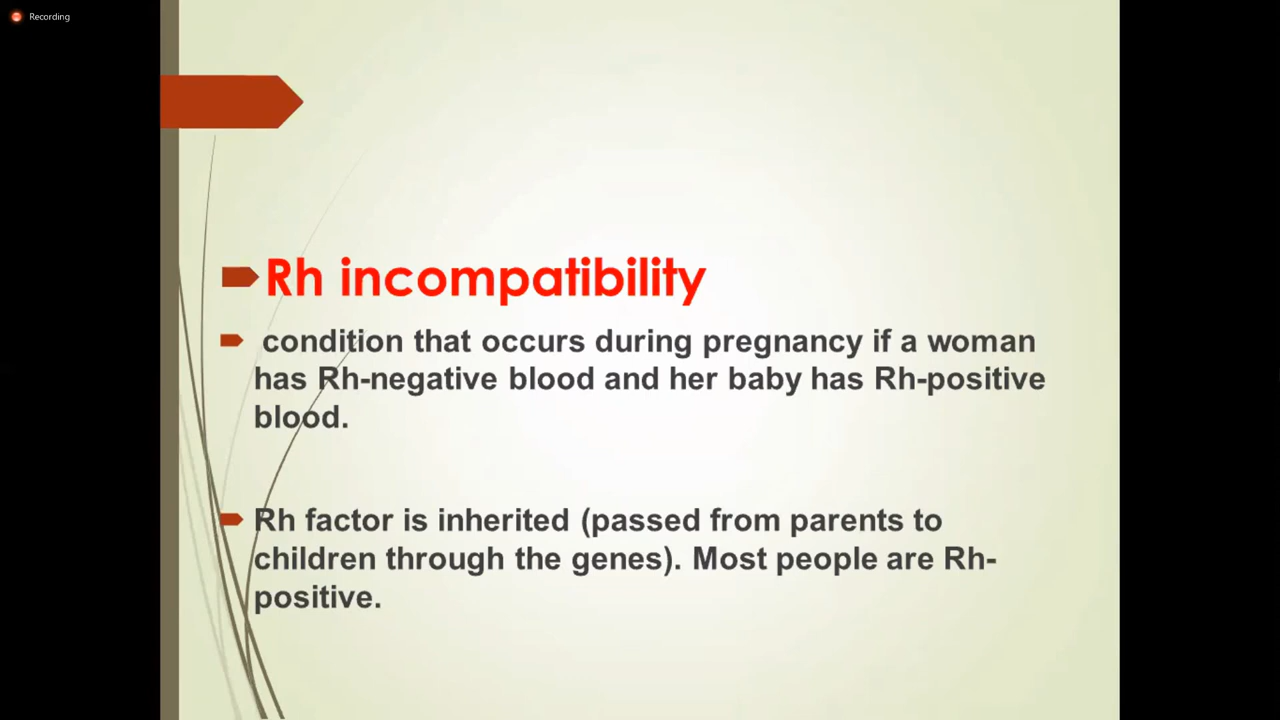 Recording
Rh incompatibility
condition that occurs during pregnancy if a woman
has Rh-negative blood and her baby has Rh-positive
blood.
Rh factor is inherited (passed from parents to
children through the genes). Most people are Rh-
positive.